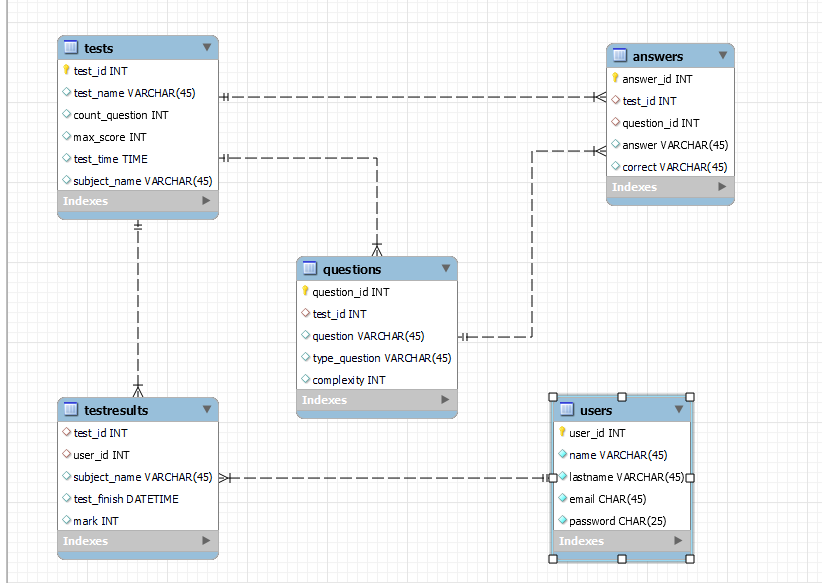 tests
test_id INT
test_name VARCHAR(45)
count_question INT
max_score INT
test_time TIME
subject_name VARCHAR(45)
Indexes
answers
answer_id INT
test_id INT
question_id INT
answer VARCHAR(45)
correct VARCHAR(45)
Indexes
questions
question_id INT
test_id INT
question VARCHAR(45)
type_question VARCHAR(45)
complexity INT
Indexes
testresults
test_id INT
user_id INT
subject_name VARCHAR(45)
test_finish DATETIME
mark INT
Indexes
users
user_id INT
name VARCHAR(45)
lastname VARCHAR(45)
email CHAR(45)
password CHAR(25)
Indexes